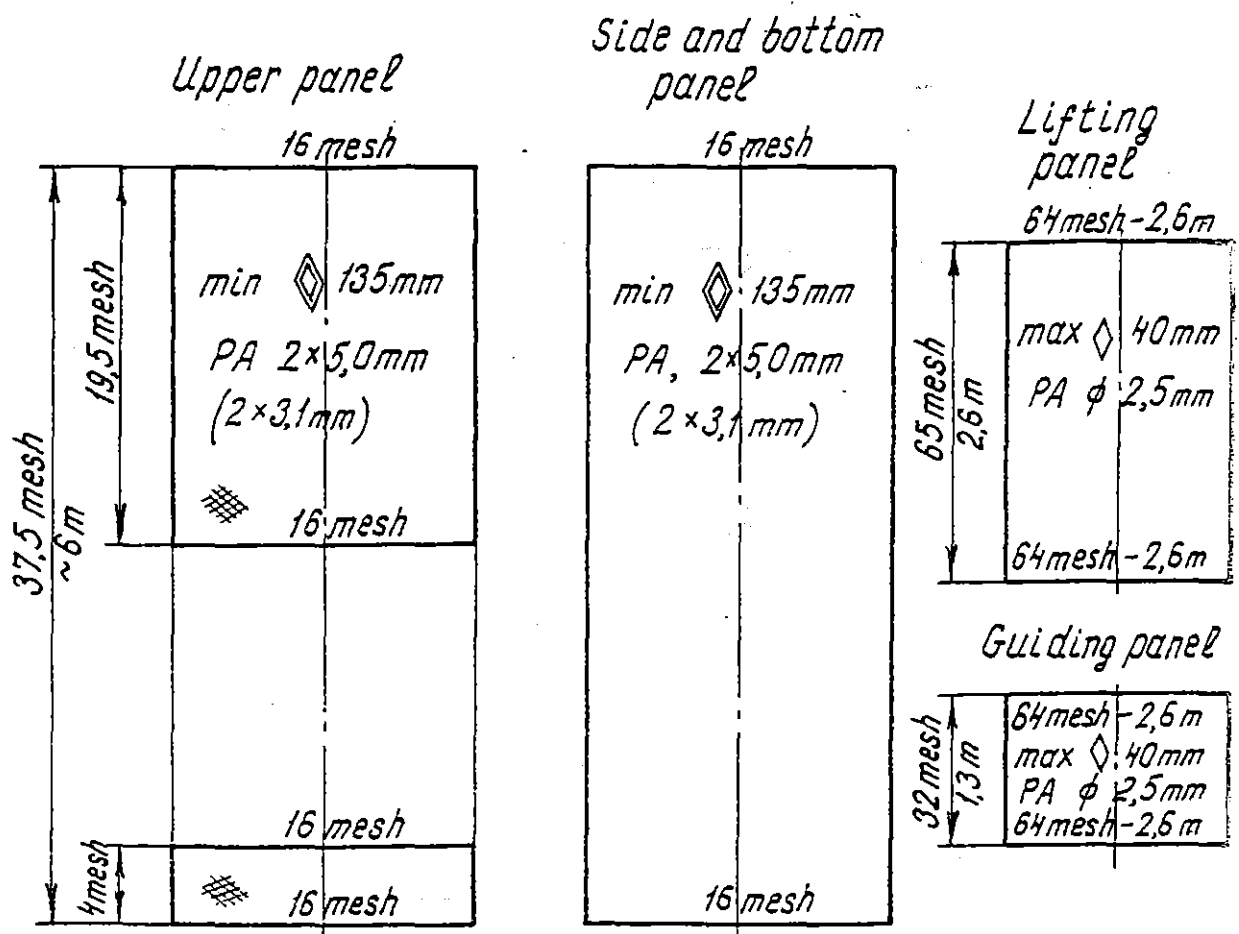 Upper panel
16 mesh
37,5 mesh
~6m
19,5 mesh
min 135mm
PA 2×5,0mm
(2×3,1mm)
16 mesh
16 mesh
4mesh
16 mesh
Side and bottom
panel
16 mesh
min 135mm
PA, 2×5,0mm
(2×3,1mm)
16 mesh
Lifting
panel
64mesh-2,6m
65 mesh
2,6m
max ◊ 40mm
PA ϕ 2,5mm
64mesh-2,6m
Guiding panel
32mesh
1,3m
64mesh-2,6m
max ◊ 40mm
PA ϕ 2,5mm
64mesh-2,6m